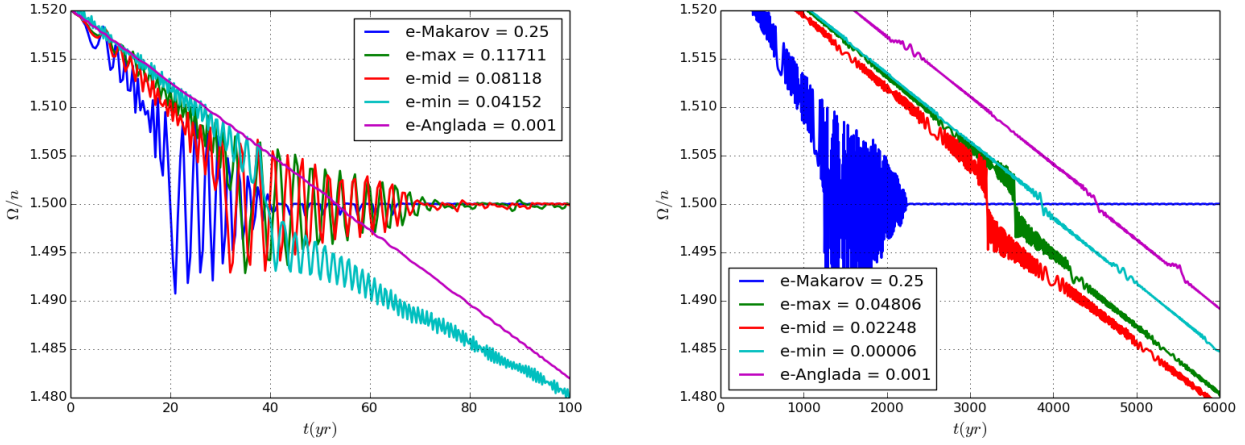 1.520
1.515
1.510
1.505
1.500
1.495
1.490
1.485
1.480
Ω/n
0 20 40 60 80 100
t(yr)
e-Makarov = 0.25
e-max = 0.11711
e-mid = 0.08118
e-min = 0.04152
e-Anglada = 0.001
1.520
1.515
1.510
1.505
1.500
1.495
1.490
1.485
1.480
Ω/n
0 1000 2000 3000 4000 5000 6000
t(yr)
e-Makarov = 0.25
e-max = 0.04806
e-mid = 0.02248
e-min = 0.00006
e-Anglada = 0.001